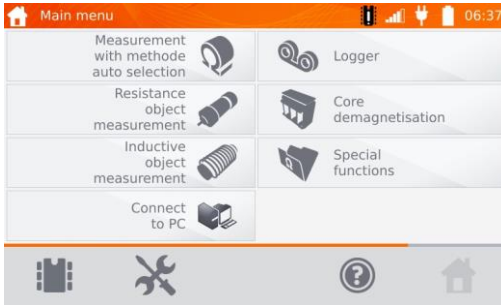 Main menu
06:37
Measurement
with methode
auto selection
Logger
Resistance
object
measurement
Core
demagnetisation
Inductive
object
measurement
Special
functions
Connect
to PC